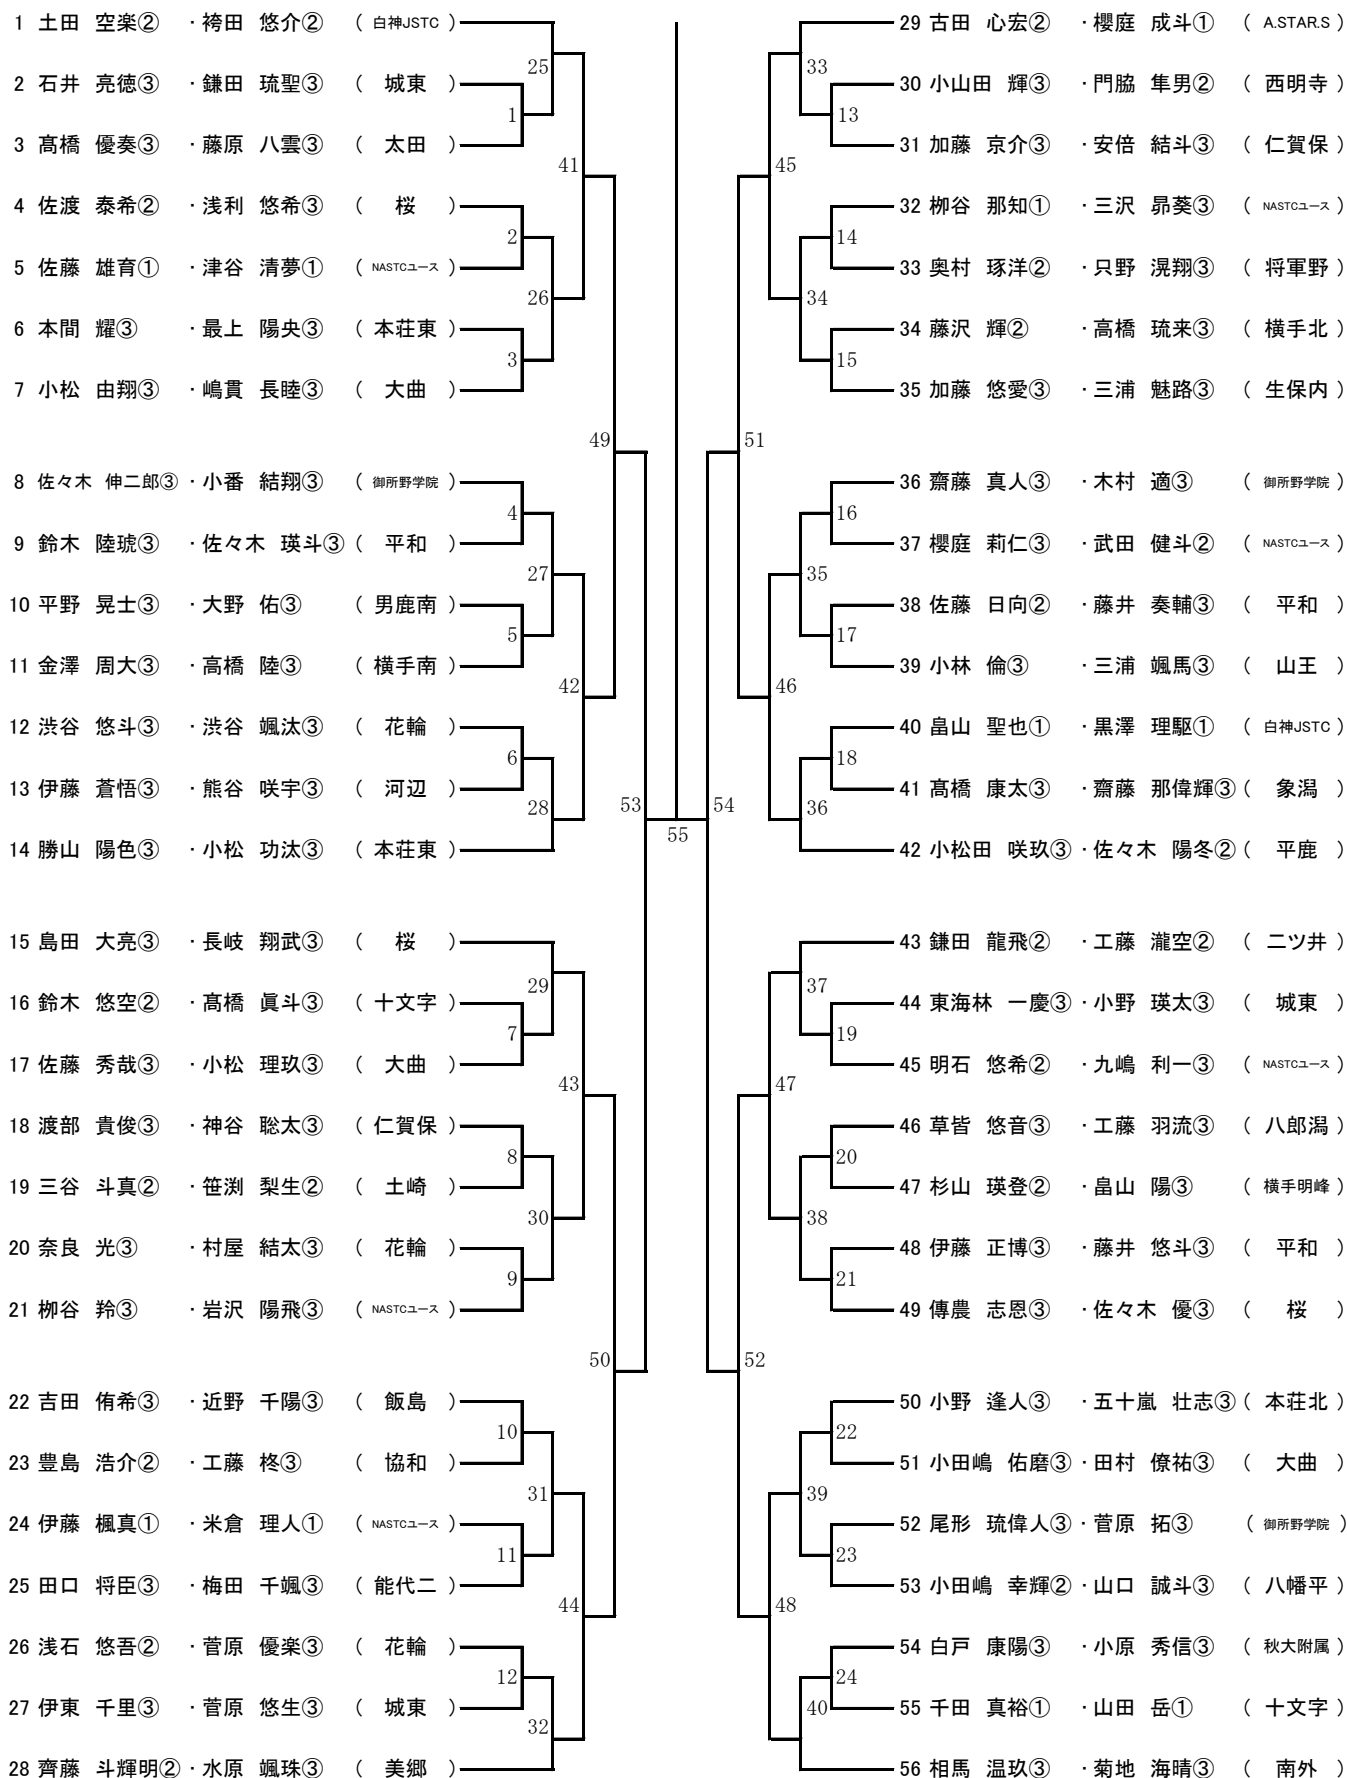 1 土田 空楽② ・袴田 悠介② ( 白神JSTC )
25
2 石井 亮徳③ ・鎌田 琉聖③ ( 城東 )
1
3 髙橋 優奏③ ・藤原 八雲③ ( 太田 )
41
4 佐渡 泰希② ・浅利 悠希③ ( 桜 )
2
5 佐藤 雄育① ・津谷 清夢① ( NASTCユース )
26
6 本間 耀③ ・最上 陽央③ ( 本荘東 )
3
7 小松 由翔③ ・嶋貫 長睦③ ( 大曲 )
49
8 佐々木 伸二郎③ ・小番 結翔③ ( 御所野学院 )
4
9 鈴木 陸琥③ ・佐々木 瑛斗③ ( 平和 )
27
10 平野 晃士③ ・大野 佑③ ( 男鹿南 )
5
11 金澤 周大③ ・高橋 陸③ ( 横手南 )
42
12 渋谷 悠斗③ ・渋谷 颯汰③ ( 花輪 )
6
13 伊藤 蒼悟③ ・熊谷 咲宇③ ( 河辺 )
28
53
14 勝山 陽色③ ・小松 功汰③ ( 本荘東 )
15 島田 大亮③ ・長岐 翔武③ ( 桜 )
29
16 鈴木 悠空② ・髙橋 眞斗③ ( 十文字 )
7
17 佐藤 秀哉③ ・小松 理玖③ ( 大曲 )
43
18 渡部 貴俊③ ・神谷 聡太③ ( 仁賀保 )
8
19 三谷 斗真② ・笹渕 梨生② ( 土崎 )
30
20 奈良 光③ ・村屋 結太③ ( 花輪 )
9
21 柳谷 羚③ ・岩沢 陽飛③ ( NASTCユース )
50
22 吉田 侑希③ ・近野 千陽③ ( 飯島 )
10
23 豊島 浩介② ・工藤 柊③ ( 協和 )
31
24 伊藤 楓真① ・米倉 理人① ( NASTCユース )
11
25 田口 将臣③ ・梅田 千颯③ ( 能代二 )
44
26 浅石 悠吾② ・菅原 優楽③ ( 花輪 )
12
27 伊東 千里③ ・菅原 悠生③ ( 城東 )
32
28 齊藤 斗輝明② ・水原 颯珠③ ( 美郷 )
55
29 古田 心宏② ・櫻庭 成斗① ( A.STAR.S )
33
30 小山田 輝③ ・門脇 隼男② ( 西明寺 )
13
31 加藤 京介③ ・安倍 結斗③ ( 仁賀保 )
45
32 栁谷 那知① ・三沢 昴葵③ ( NASTCユース )
14
33 奥村 琢洋② ・只野 滉翔③ ( 将軍野 )
34
34 藤沢 輝② ・高橋 琉来③ ( 横手北 )
15
35 加藤 悠愛③ ・三浦 魅路③ ( 生保内 )
51
36 齋藤 真人③ ・木村 適③ ( 御所野学院 )
16
37 櫻庭 莉仁③ ・武田 健斗② ( NASTCユース )
35
38 佐藤 日向② ・藤井 奏輔③ ( 平和 )
17
39 小林 倫③ ・三浦 颯馬③ ( 山王 )
46
40 畠山 聖也① ・黒澤 理駆① ( 白神JSTC )
18
41 髙橋 康太③ ・齋藤 那偉輝③ ( 象潟 )
54
36
42 小松田 咲玖③ ・佐々木 陽冬② ( 平鹿 )
43 鎌田 龍飛② ・工藤 瀧空② ( 二ツ井 )
37
44 東海林 一慶③ ・小野 瑛太③ ( 城東 )
19
45 明石 悠希② ・九嶋 利一③ ( NASTCユース )
47
46 草皆 悠音③ ・工藤 羽流③ ( 八郎潟 )
20
47 杉山 瑛登② ・畠山 陽③ ( 横手明峰 )
38
48 伊藤 正博③ ・藤井 悠斗③ ( 平和 )
21
49 傳農 志恩③ ・佐々木 優③ ( 桜 )
52
50 小野 逢人③ ・五十嵐 壮志③ ( 本荘北 )
22
51 小田嶋 佑磨③ ・田村 僚祐③ ( 大曲 )
39
52 尾形 琉偉人③ ・菅原 拓③ ( 御所野学院 )
23
53 小田嶋 幸輝② ・山口 誠斗③ ( 八幡平 )
48
54 白戸 康陽③ ・小原 秀信③ ( 秋大附属 )
24
55 千田 真裕① ・山田 岳① ( 十文字 )
40
56 相馬 温玖③ ・菊地 海晴③ ( 南外 )